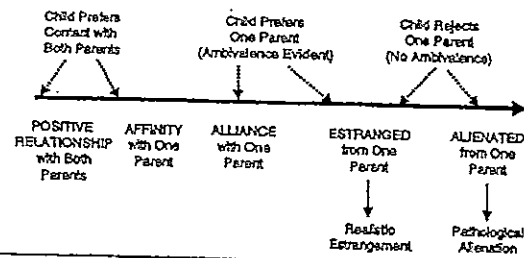 Child Prefers
Contact with
Both Parents
Child Prefers
One Parent
(Ambivalence Evident)
Child Rejects
One Parent
(No Ambivalence)
POSITIVE
RELATIONSHIP
with Both
Parents
AFFINITY
with One
Parent
ALLIANCE
with One
Parent
ESTRANGED
from One
Parent
ALIENATED
from One
Parent
Realistic
Estrangement
Pathological
Alienation